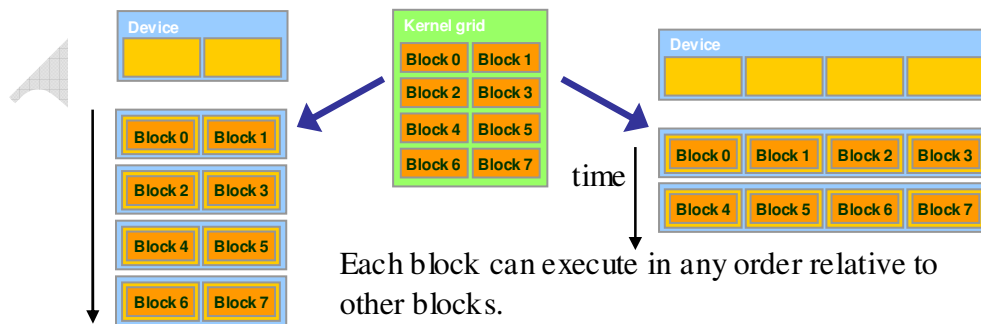 Device
Kernel grid
Device
Block 0 Block 1
Block 2 Block 3
Block 4 Block 5
Block 6 Block 7
Block 0 Block 1
Block 2 Block 3
Block 4 Block 5
Block 6 Block 7
Block 0 Block 1 Block 2 Block 3
Block 4 Block 5 Block 6 Block 7
time
Each block can execute in any order relative to
other blocks.